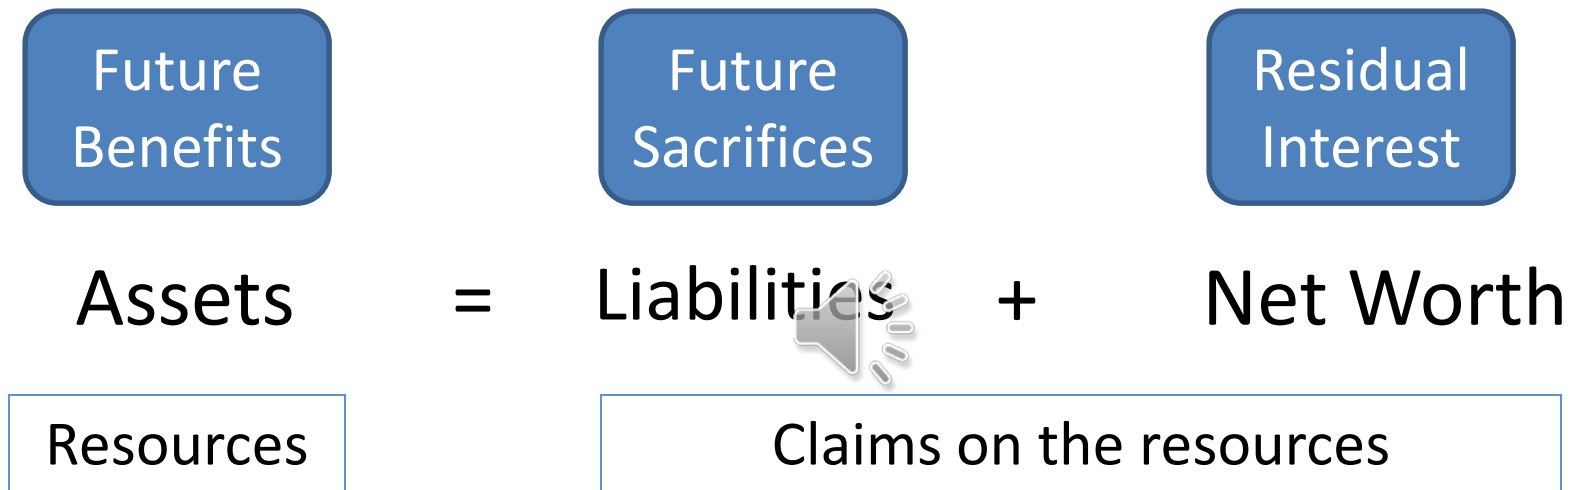 Future
Benefits
Future
Sacrifices
Residual
Interest
Assets = Liabilities + Net Worth
Resources
Claims on the resources